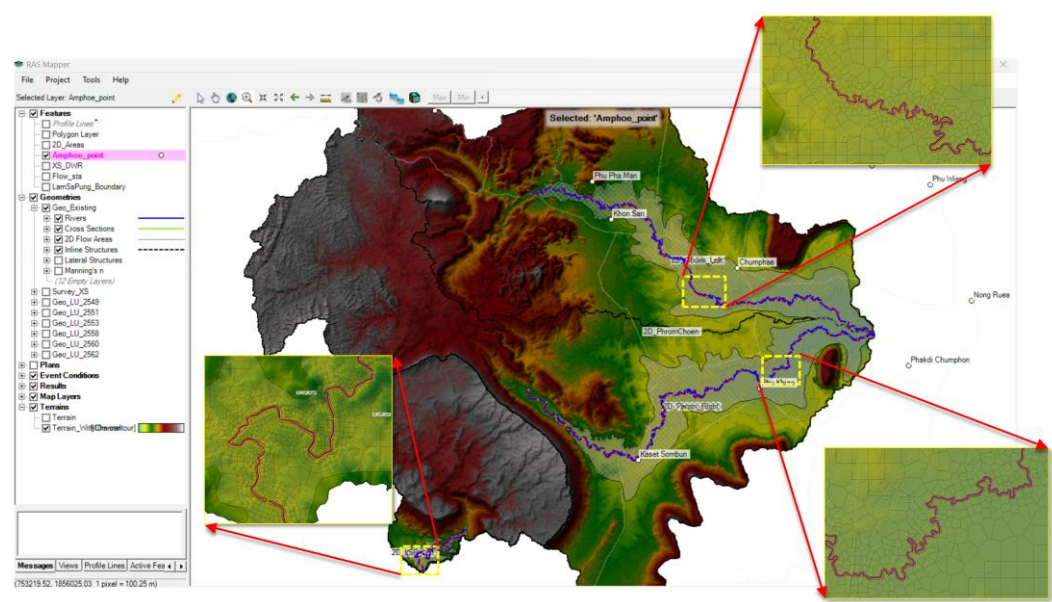 RAS Mapper
File Project Tools Help
Selected Layer: Amphoe_point
Max Min
Features
Profile Lines
Polygon Layer
2D_Areas
Amphoe_point
XS_DWR
Flow_sta
LamSaPung_Boundary
Geometries
Geo_Existing
Rivers
Cross Sections
2D Flow Areas
Inline Structures
Lateral Structures
Manning's n
(12 Empty Layers)
Survey_XS
Geo_LU_2549
Geo_LU_2551
Geo_LU_2553
Geo_LU_2558
Geo_LU_2560
Geo_LU_2562
Plans
Event Conditions
Results
Map Layers
Terrains
Terrain
Messages Views Profile Lines Active Fea
(753219.52, 1856025.03 1 pixel = 100.25 m)
Selected: 'Amphoe_point'
Phu Pha Man
Khon San
Chumphae
Phu Wiang
Nong Ruea
2D_PhromChoen
Phakdi Chumphon
Kaset Sombun